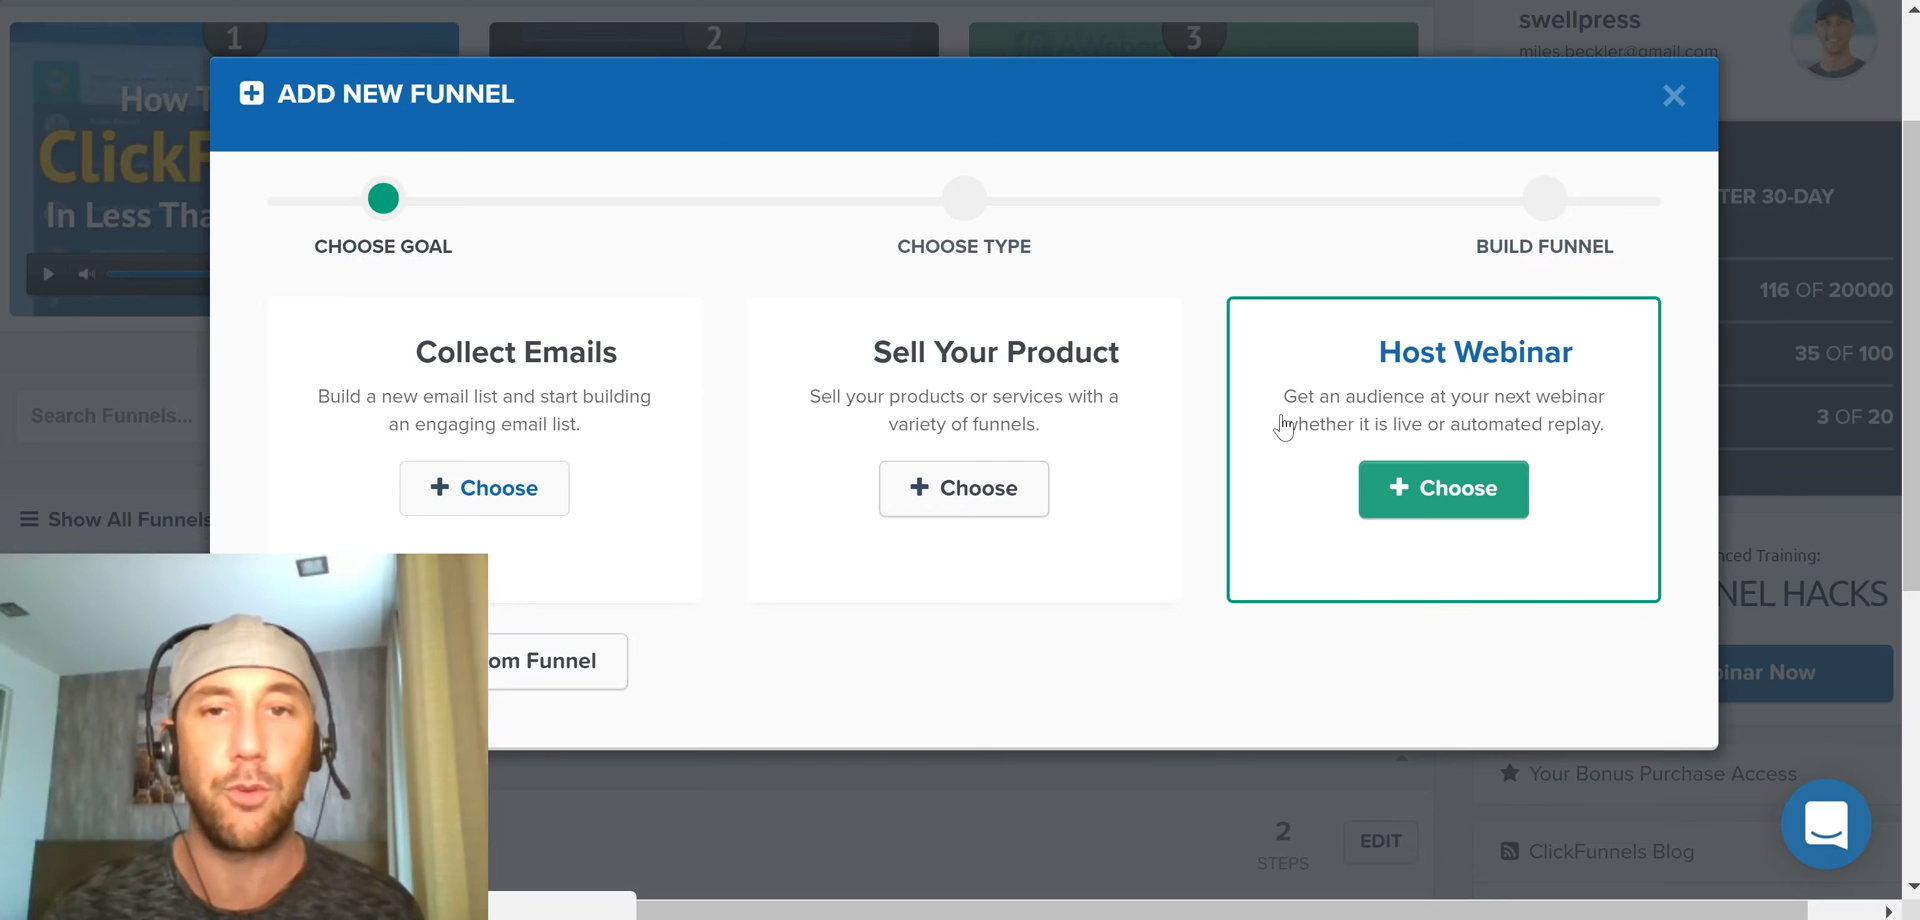 1
2
3
swellpress
miles.beckler@gmail.com
How T
ClickF
In Less Tha
ADD NEW FUNNEL
CHOOSE GOAL
CHOOSE TYPE
BUILD FUNNEL
TER 30-DAY
116 OF 20000
35 OF 100
3 OF 20
Search Funnels...
Show All Funnels
Collect Emails
Build a new email list and start building
an engaging email list.
Choose
Sell Your Product
Sell your products or services with a
variety of funnels.
Choose
Host Webinar
Get an audience at your next webinar
whether it is live or automated replay.
Choose
om Funnel
nced Training:
NEL HACKS
inar Now
Your Bonus Purchase Access
ClickFunnels Blog
2
STEPS
EDIT